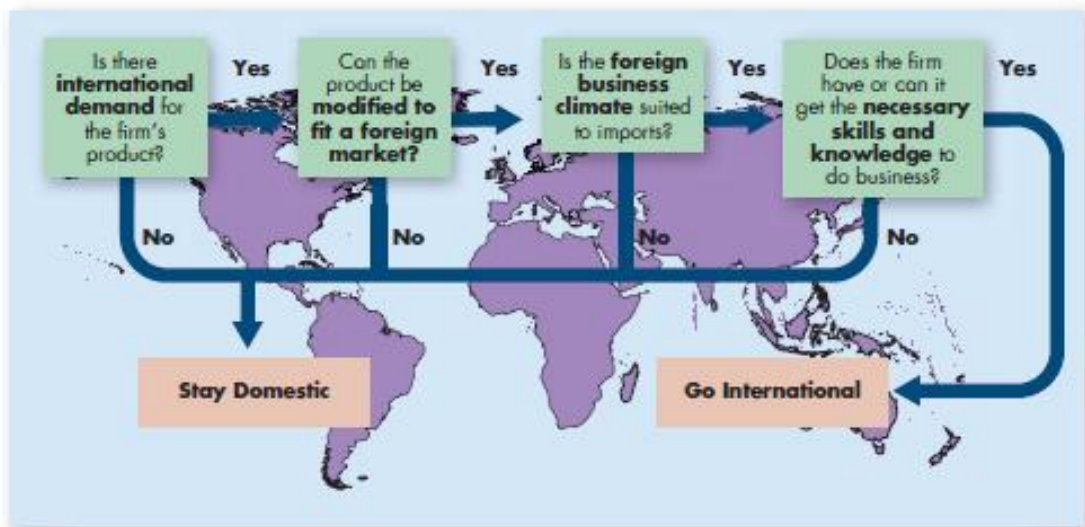 Is there
international
demand for
the firm's
product?
Yes
Can the
product be
modified to
fit a foreign
market?
Yes
Is the foreign
business
climate suited
to imports?
Yes
Does the firm
have or can it
get the necessary
skills and
knowledge to
do business?
Yes
No
No
No
No
Stay Domestic
Go International